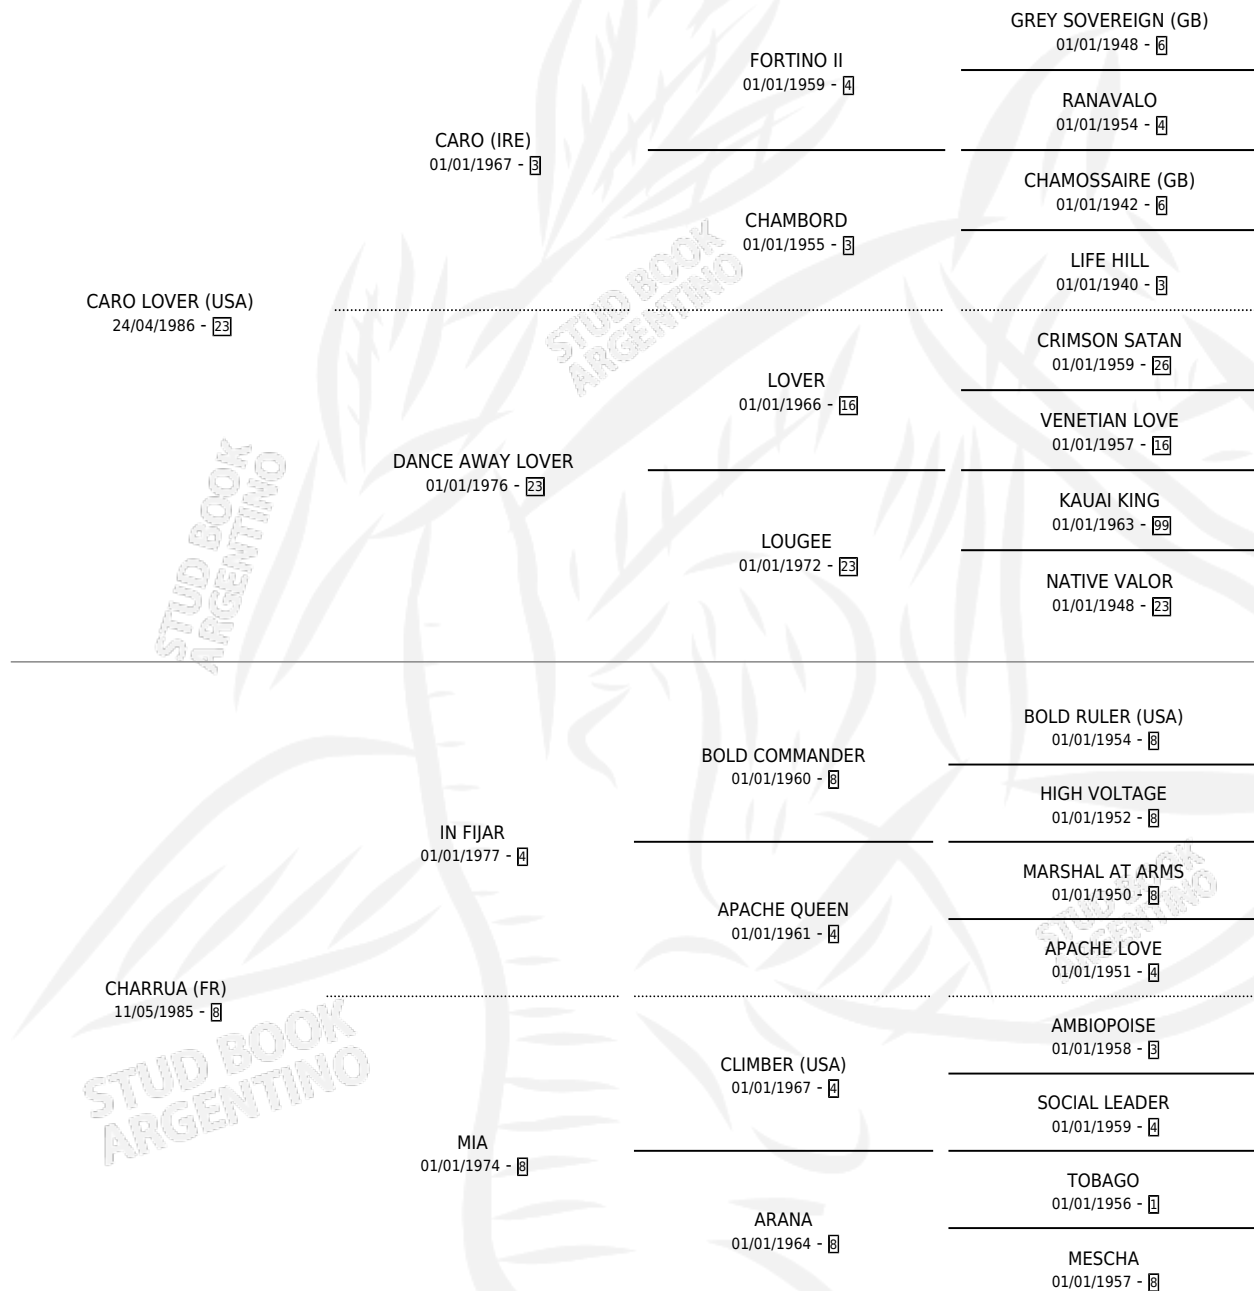 GREY SOVEREIGN (GB)
01/01/1948 - 6
FORTINO II
01/01/1959 - 4
RANAVALO
01/01/1954 - 4
CARO (IRE)
01/01/1967 - 3
CHAMOSSAIRE (GB)
01/01/1942 - 6
CHAMBORD
01/01/1955 - 3
LIFE HILL
01/01/1940 - 3
CARO LOVER (USA)
24/04/1986 - 23
STUD BOOK
ARGENTINO
CRIMSON SATAN
01/01/1959 - 26
LOVER
01/01/1966 - 16
VENETIAN LOVE
01/01/1957 - 16
DANCE AWAY LOVER
01/01/1976 - 23
KAUAI KING
01/01/1963 - 99
LOUGEE
01/01/1972 - 23
NATIVE VALOR
01/01/1948 - 23
STUD BOOK
ARGENTINO
BOLD RULER (USA)
01/01/1954 - 8
BOLD COMMANDER
01/01/1960 - 8
HIGH VOLTAGE
01/01/1952 - 8
IN FIJAR
01/01/1977 - 4
MARSHAL AT ARMS
01/01/1950 - 8
APACHE QUEEN
01/01/1961 - 4
APACHE LOVE
01/01/1951 - 4
STUD BOOK
ARGENTINO
CHARRUA (FR)
11/05/1985 - 8
AMBIOPOISE
01/01/1958 - 3
CLIMBER (USA)
01/01/1967 - 4
SOCIAL LEADER
01/01/1959 - 4
STUD BOOK
ARGENTINO
MIA
01/01/1974 - 8
TOBAGO
01/01/1956 - 1
ARANA
01/01/1964 - 8
MESCHA
01/01/1957 - 8